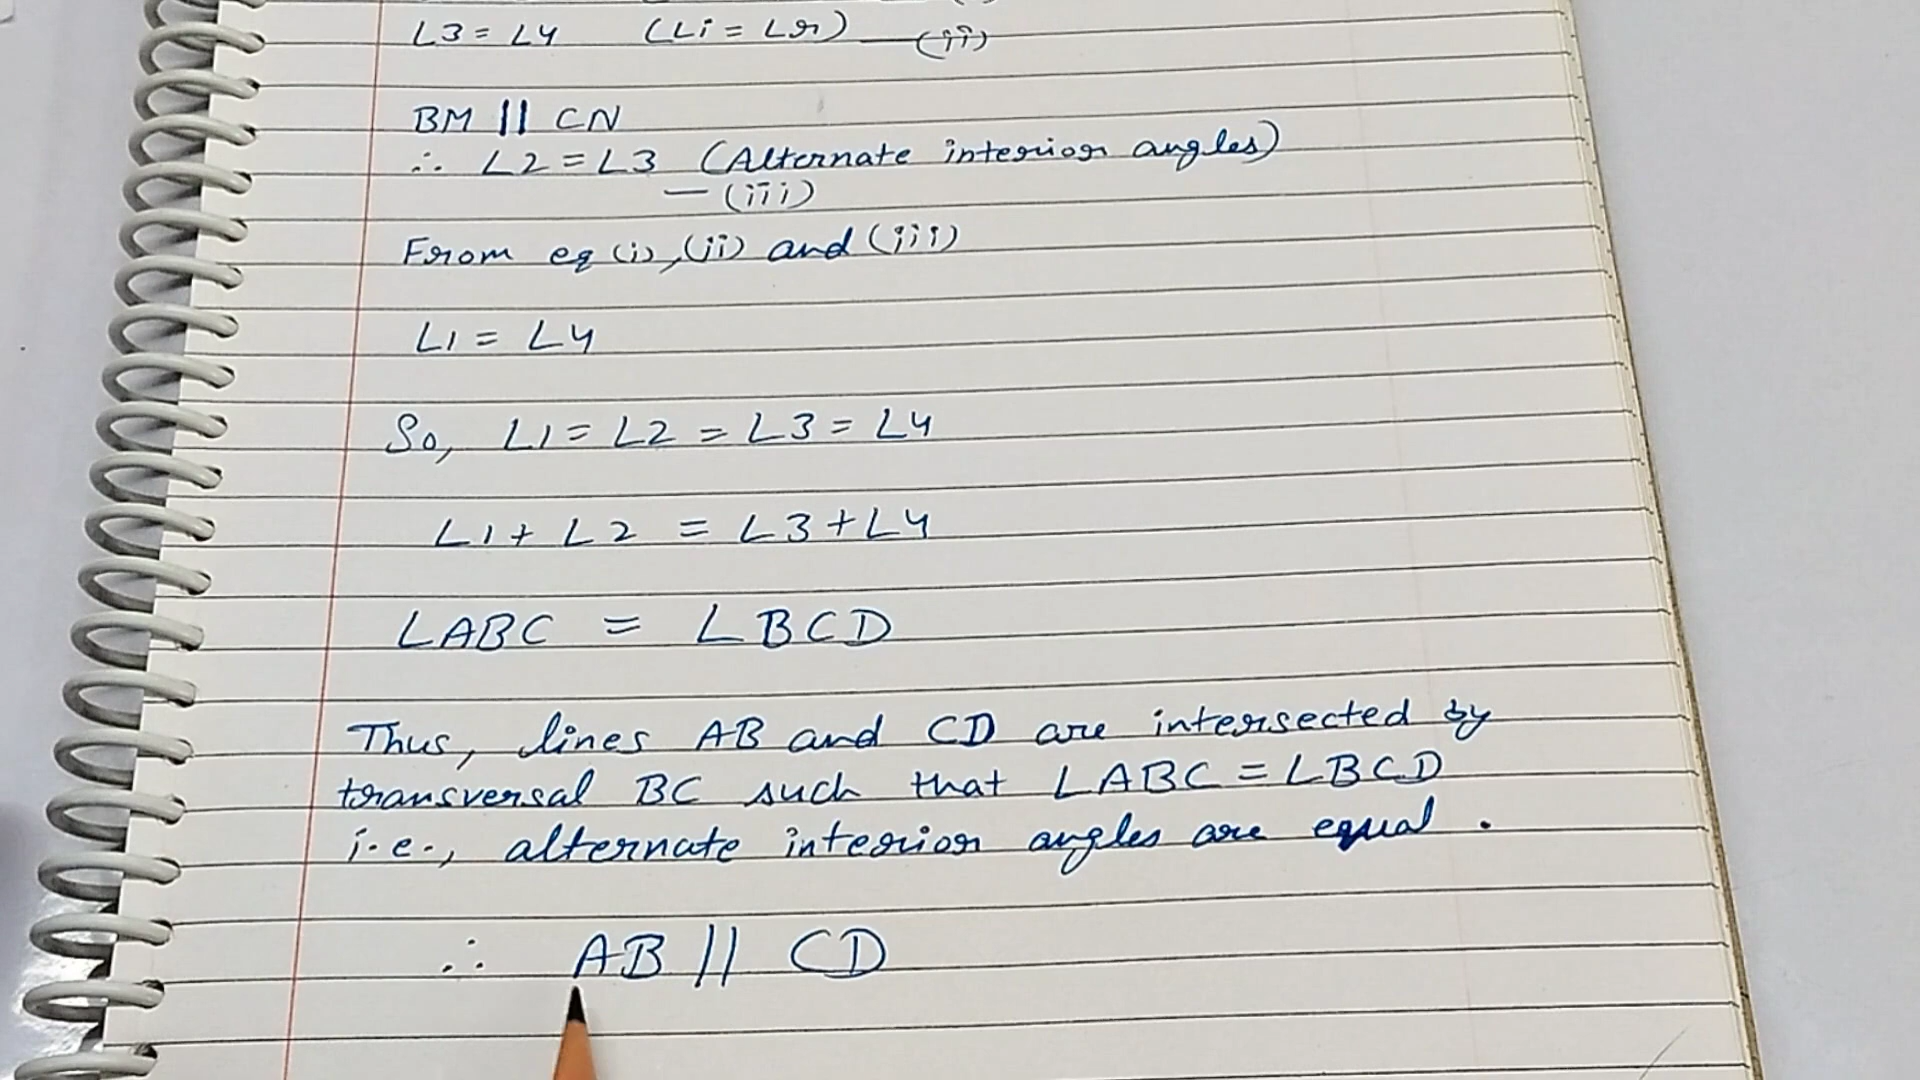 ∠3 = ∠4 (∠i = ∠r) —(ii)
BM || CN
∴ ∠2 = ∠3 (Alternate interior angles)
— (iii)
From eq (i), (ii) and (iii)
∠1 = ∠4
So, ∠1 = ∠2 = ∠3 = ∠4
∠1 + ∠2 = ∠3 + ∠4
∠ABC = ∠BCD
Thus, lines AB and CD are intersected by
transversal BC such that ∠ABC = ∠BCD
i.e., alternate interior angles are equal.
∴ AB || CD